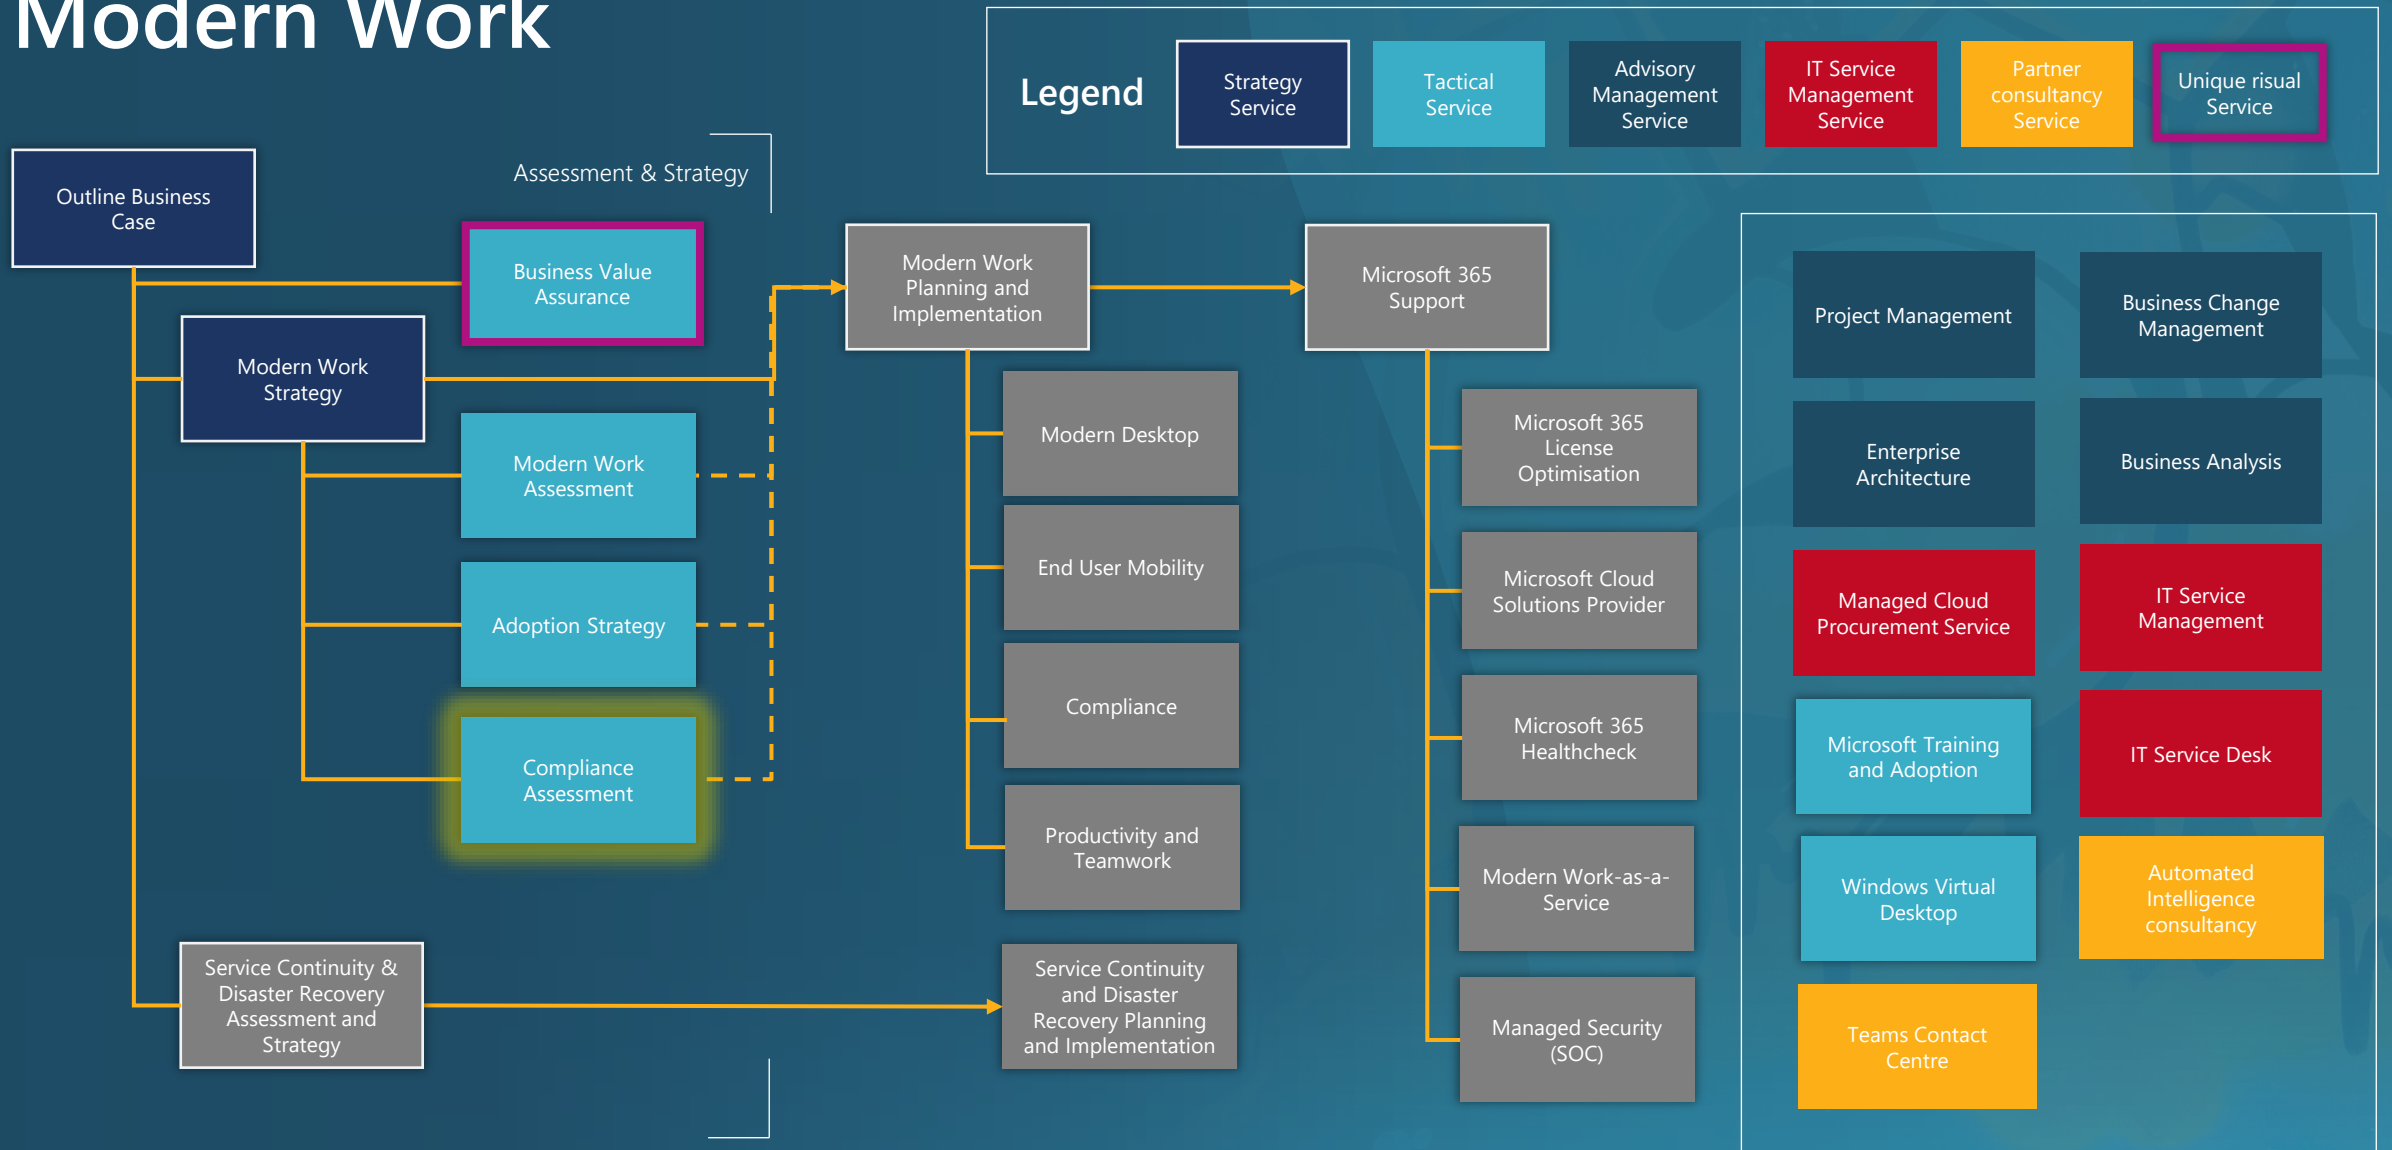 Modern Work
Legend
Strategy
Service
Tactical
Service
Advisory
Management
Service
IT Service
Management
Service
Partner
consultancy
Service
Unique risual
Service
Assessment & Strategy
Outline Business
Case
Business Value
Assurance
Modern Work
Strategy
Modern Work
Assessment
Adoption Strategy
Compliance
Assessment
Service Continuity &
Disaster Recovery
Assessment and
Strategy
Modern Work
Planning and
Implementation
Modern Desktop
End User Mobility
Compliance
Productivity and
Teamwork
Service Continuity
and Disaster
Recovery Planning
and Implementation
Microsoft 365
Support
Microsoft 365
License
Optimisation
Microsoft Cloud
Solutions Provider
Microsoft 365
Healthcheck
Modern Work-as-a-
Service
Managed Security
(SOC)
Project Management
Business Change
Management
Enterprise
Architecture
Business Analysis
Managed Cloud
Procurement Service
IT Service
Management
Microsoft Training
and Adoption
IT Service Desk
Windows Virtual
Desktop
Automated
Intelligence
consultancy
Teams Contact
Centre